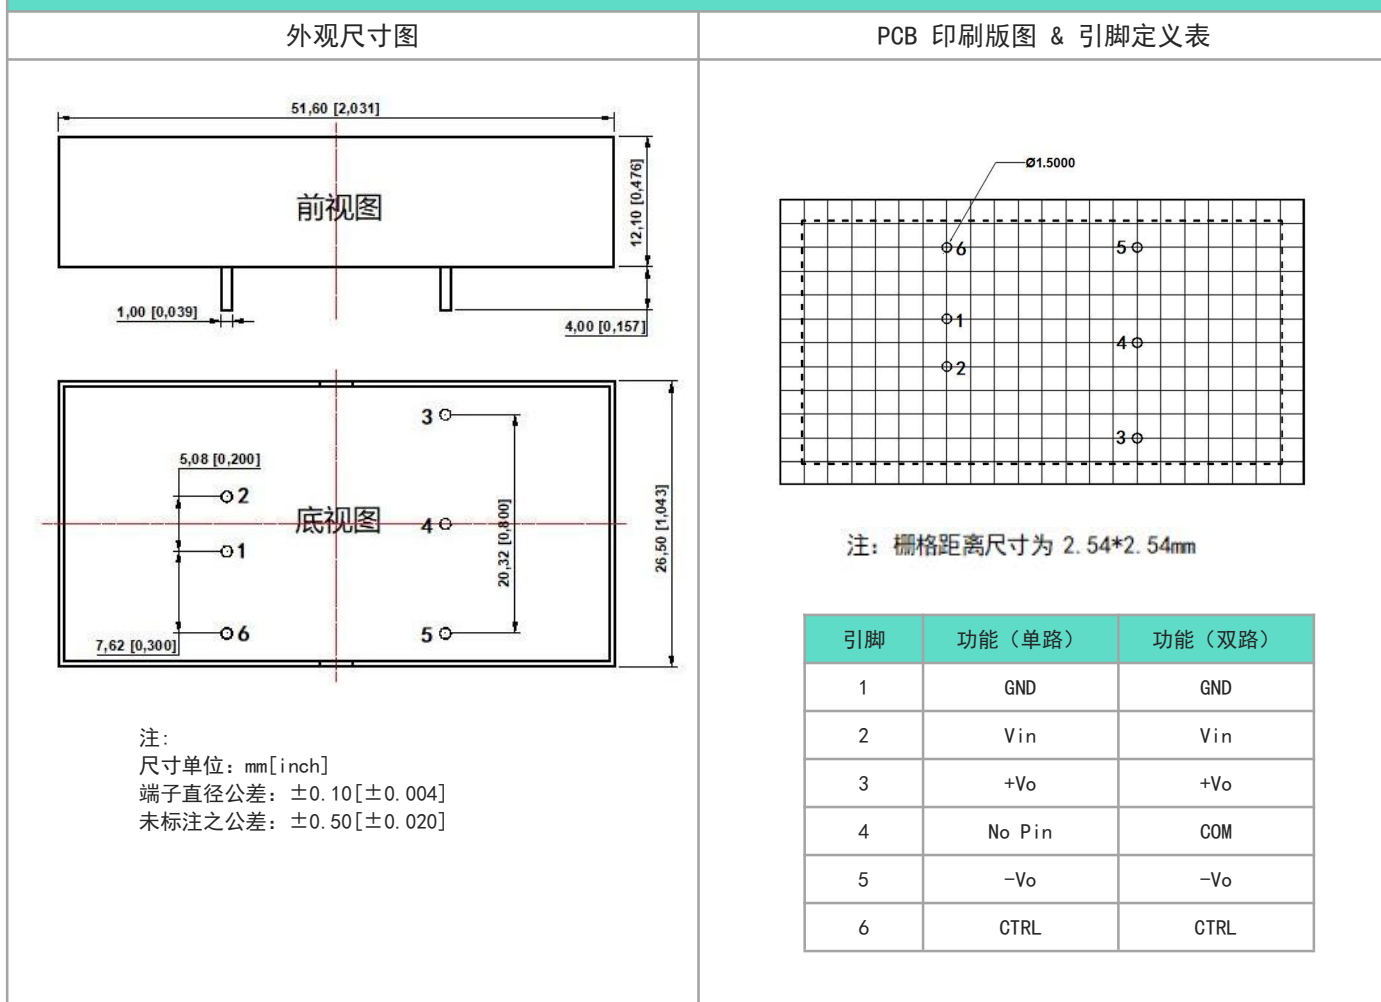 外观尺寸图
PCB 印刷版图 & 引脚定义表
51,60 [2,031]
前视图
12,10 [0,476]
1,00 [0,039]
4,00 [0,157]
3
5,08 [0,200]
2
底视图
4
20,32 [0,800]
26,50 [1,043]
1
6
5
7,62 [0,300]
注:
尺寸单位: mm[inch]
端子直径公差: ±0.10[±0.004]
未标注之公差: ±0.50[±0.020]
Ø1.5000
6
5
1
4
2
3
注: 栅格距离尺寸为 2.54*2.54mm
引脚 功能（单路） 功能（双路）
1 GND GND
2 Vin Vin
3 +Vo +Vo
4 No Pin COM
5 -Vo -Vo
6 CTRL CTRL